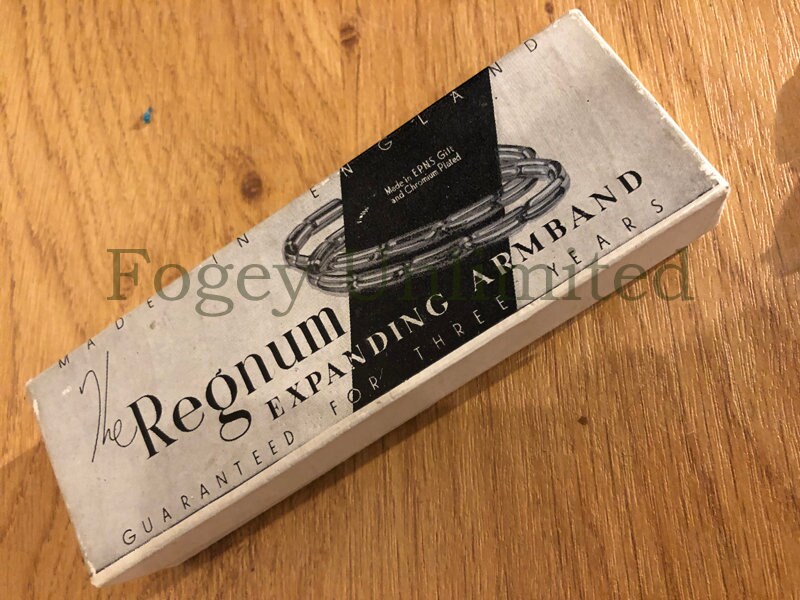 MADE IN ENGLAND
Made in EPNS Gilt
and Chromium Plated
The Regnum
EXPANDING ARMBAND
GUARANTEED FOR THREE YEARS
Fogey Unlimited